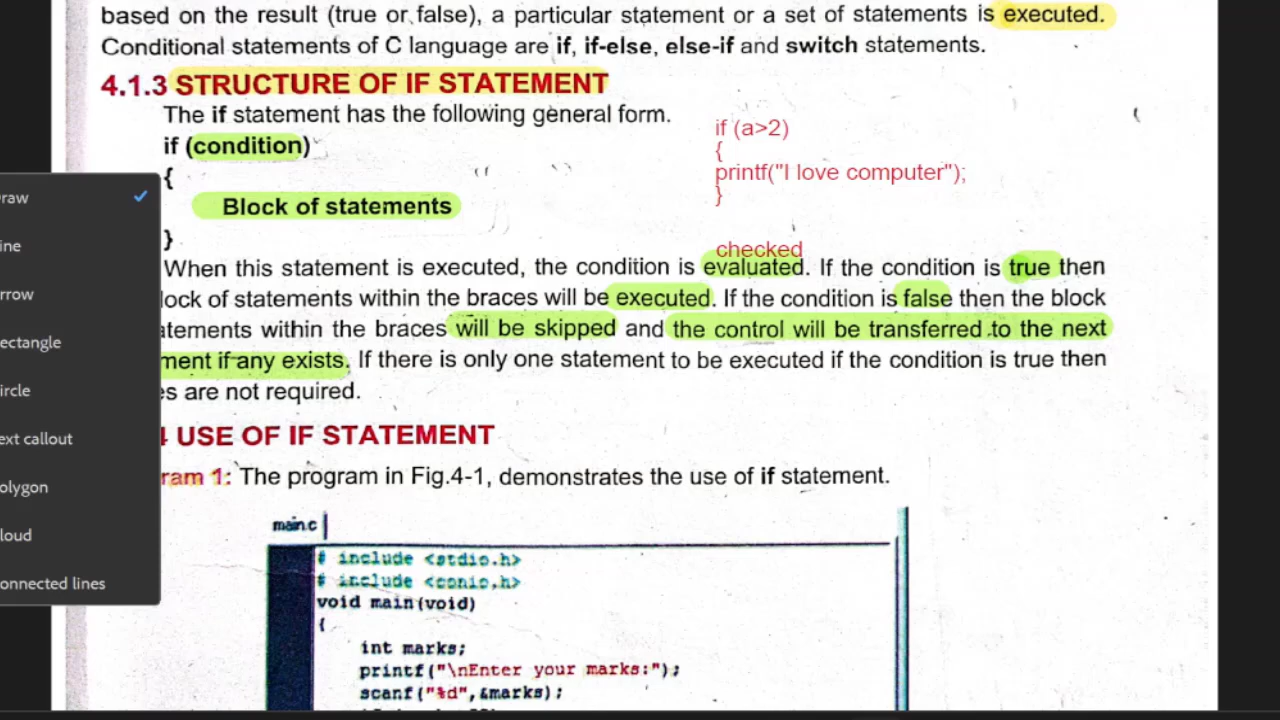 based on the result (true or false), a particular statement or a set of statements is executed.
Conditional statements of C language are if, if-else, else-if and switch statements.
4.1.3 STRUCTURE OF IF STATEMENT
The if statement has the following general form.
if (condition)
{
Block of statements
}
if (a>2)
{
printf("I love computer");
}
checked
When this statement is executed, the condition is evaluated. If the condition is true then
lock of statements within the braces will be executed. If the condition is false then the block
atements within the braces will be skipped and the control will be transferred to the next
ment if any exists. If there is only one statement to be executed if the condition is true then
es are not required.
USE OF IF STATEMENT
ram 1: The program in Fig.4-1, demonstrates the use of if statement.
main.c
# include <stdio.h>
# include <conio.h>
void main(void)
{
int marks;
printf("\nEnter your marks:");
scanf("%d",&marks);
raw
ine
rrow
ectangle
ircle
ext callout
olygon
loud
onnected lines